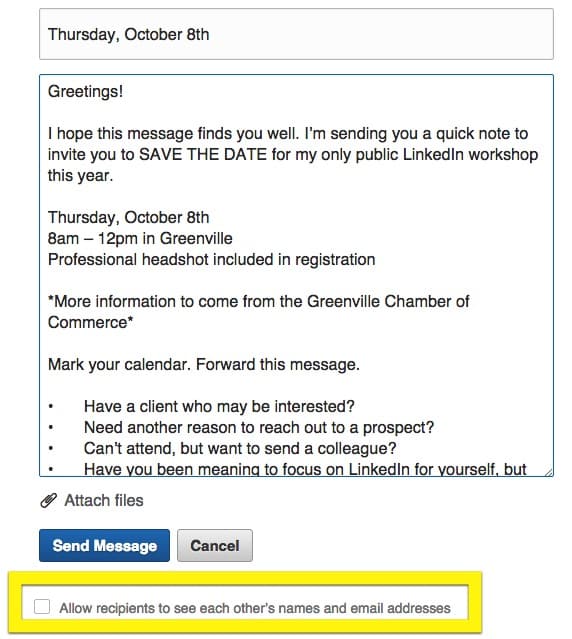 Thursday, October 8th
Greetings!
I hope this message finds you well. I'm sending you a quick note to
invite you to SAVE THE DATE for my only public LinkedIn workshop
this year.
Thursday, October 8th
8am – 12pm in Greenville
Professional headshot included in registration
*More information to come from the Greenville Chamber of
Commerce*
Mark your calendar. Forward this message.
• Have a client who may be interested?
• Need another reason to reach out to a prospect?
• Can't attend, but want to send a colleague?
• Have you been meaning to focus on LinkedIn for yourself, but
Attach files
Send Message Cancel
Allow recipients to see each other's names and email addresses